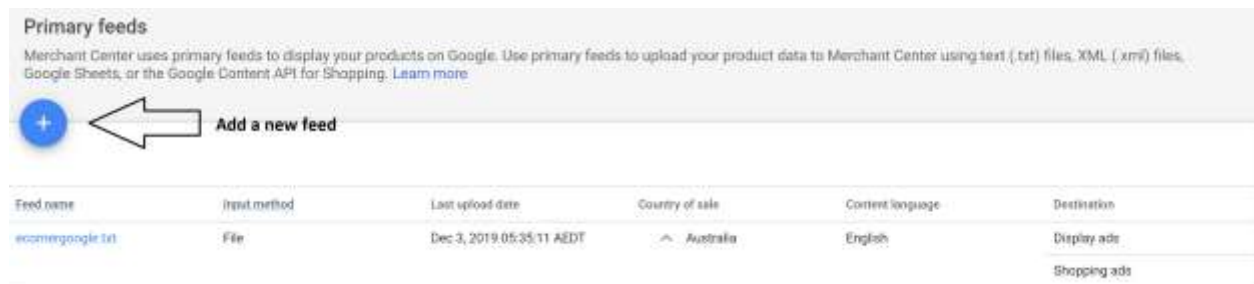 Primary feeds
Merchant Center uses primary feeds to display your products on Google. Use primary feeds to upload your product data to Merchant Center using text (.txt) files, XML (.xml) files,
Google Sheets, or the Google Content API for Shopping. Learn more
+ Add a new feed
Feed name Input method Last upload date Country of sale Content language Destination
ecomergoogle.txt File Dec 3, 2019 05:35:11 AEDT Australia English Display ads
Shopping ads